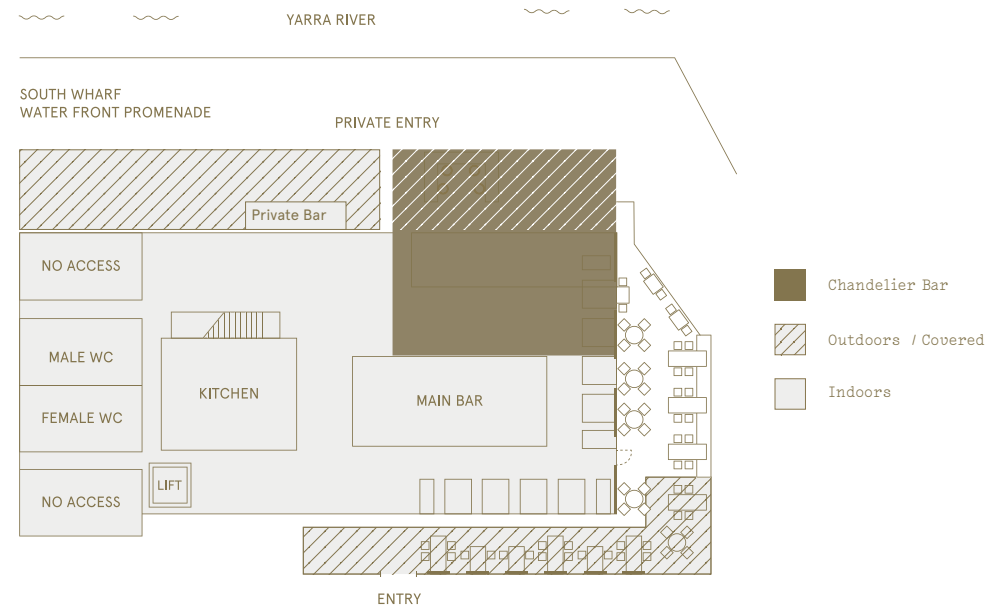 YARRA RIVER
SOUTH WHARF
WATER FRONT PROMENADE
PRIVATE ENTRY
Private Bar
NO ACCESS
MALE WC
KITCHEN
FEMALE WC
MAIN BAR
LIFT
NO ACCESS
ENTRY
Chandelier Bar
Outdoors / Covered
Indoors